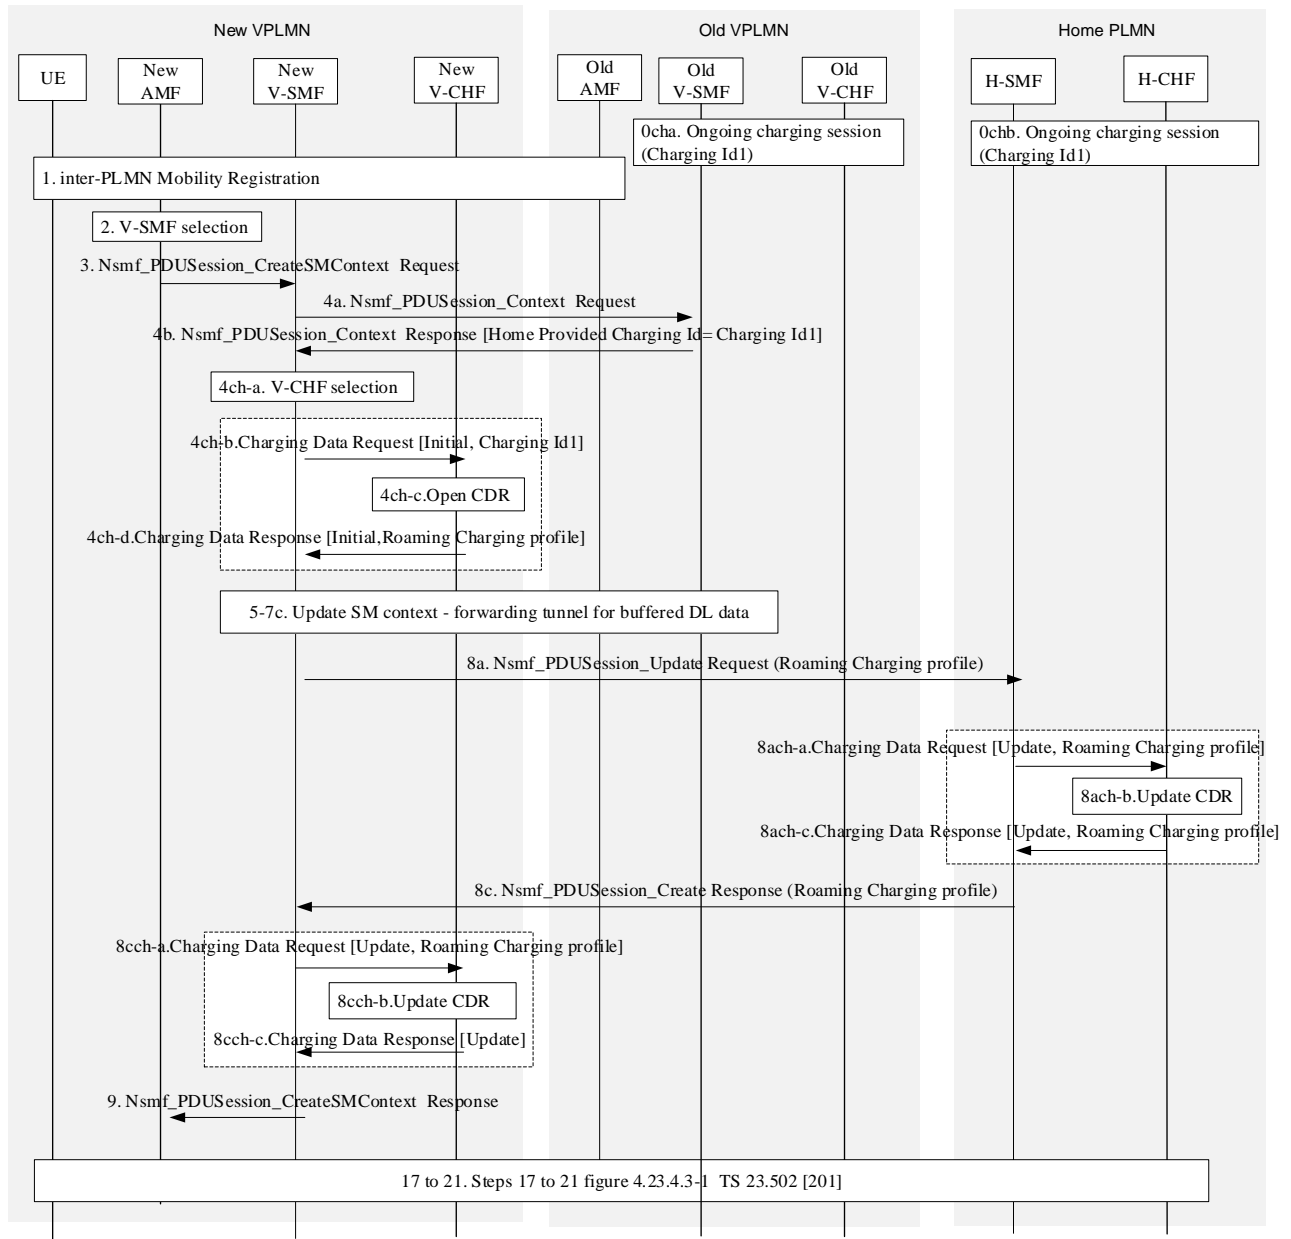 New VPLMN
Old VPLMN
Home PLMN
UE
New
AMF
New
V-SMF
New
V-CHF
Old
AMF
Old
V-SMF
Old
V-CHF
H-SMF
H-CHF
0cha. Ongoing charging session
(Charging Id1)
0chb. Ongoing charging session
(Charging Id1)
1. inter-PLMN Mobility Registration
2. V-SMF selection
3. Nsmf_PDUSession_CreateSMContext Request
4a. Nsmf_PDUSession_Context Request
4b. Nsmf_PDUSession_Context Response [Home Provided Charging Id= Charging Id1]
4ch-a. V-CHF selection
4ch-b.Charging Data Request [Initial, Charging Id1]
4ch-c.Open CDR
4ch-d.Charging Data Response [Initial,Roaming Charging profile]
5-7c. Update SM context - forwarding tunnel for buffered DL data
8a. Nsmf_PDUSession_Update Request (Roaming Charging profile)
8ach-a.Charging Data Request [Update, Roaming Charging profile]
8ach-b.Update CDR
8ach-c.Charging Data Response [Update, Roaming Charging profile]
8c. Nsmf_PDUSession_Create Response (Roaming Charging profile)
8cch-a.Charging Data Request [Update, Roaming Charging profile]
8cch-b.Update CDR
8cch-c.Charging Data Response [Update]
9. Nsmf_PDUSession_CreateSMContext Response
17 to 21. Steps 17 to 21 figure 4.23.4.3-1 TS 23.502 [201]